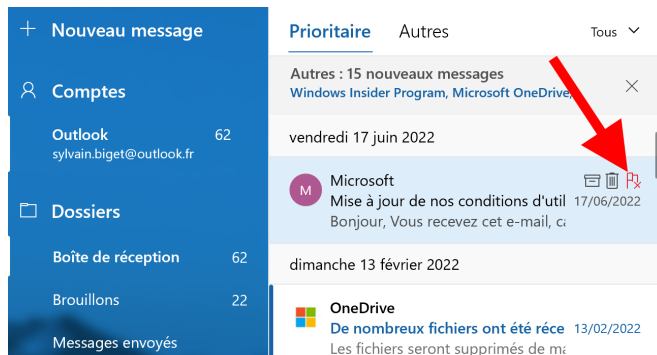 Nouveau message
Comptes
Outlook 62
sylvain.biget@outlook.fr
Dossiers
Boîte de réception 62
Brouillons 22
Messages envoyés
Prioritaire Autres Tous
Autres : 15 nouveaux messages
Windows Insider Program, Microsoft OneDrive,
vendredi 17 juin 2022
M
Microsoft
Mise à jour de nos conditions d'util 17/06/2022
Bonjour, Vous recevez cet e-mail, ca
dimanche 13 février 2022
OneDrive
De nombreux fichiers ont été réce 13/02/2022
Les fichiers seront supprimés de ma